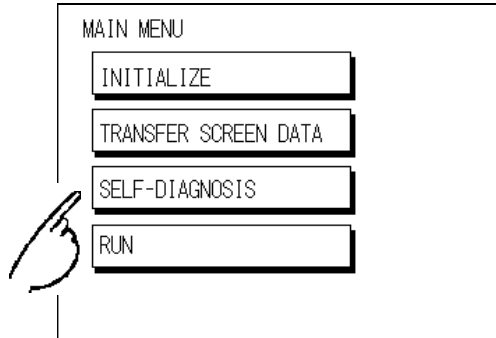 MAIN MENU
INITIALIZE
TRANSFER SCREEN DATA
SELF-DIAGNOSIS
RUN